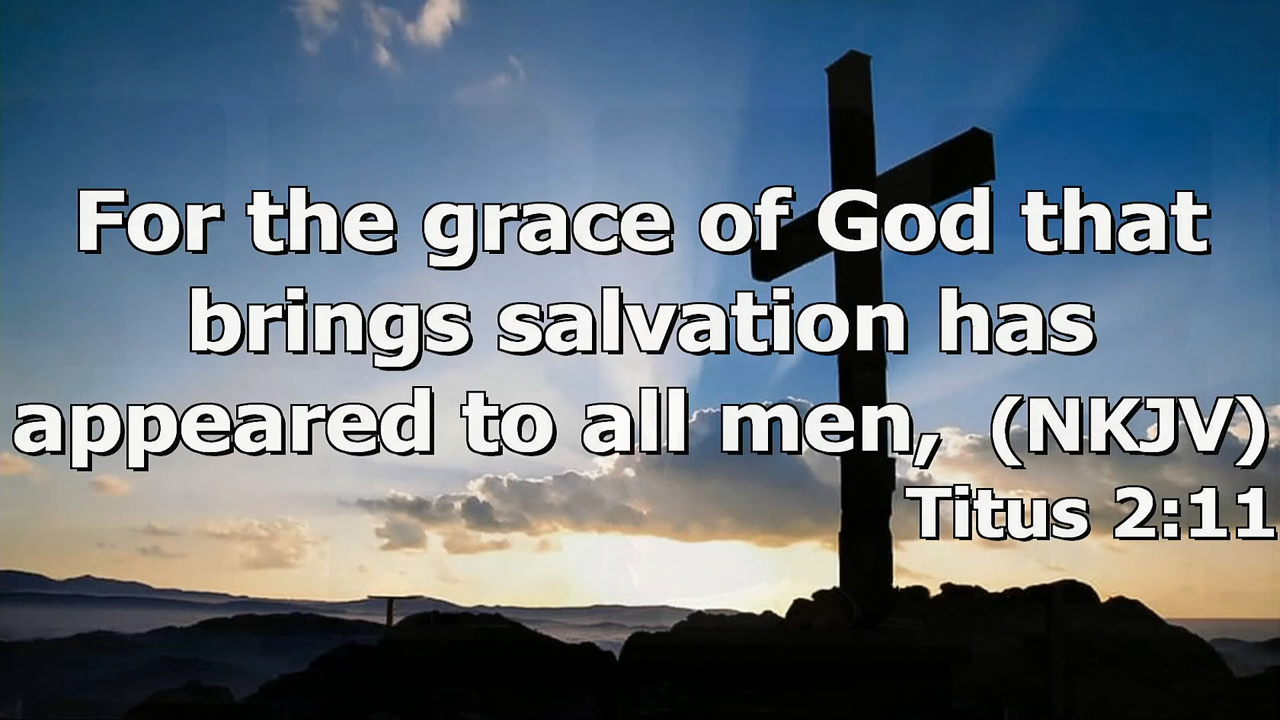 For the grace of God that
brings salvation has
appeared to all men, (NKJV)
Titus 2:11